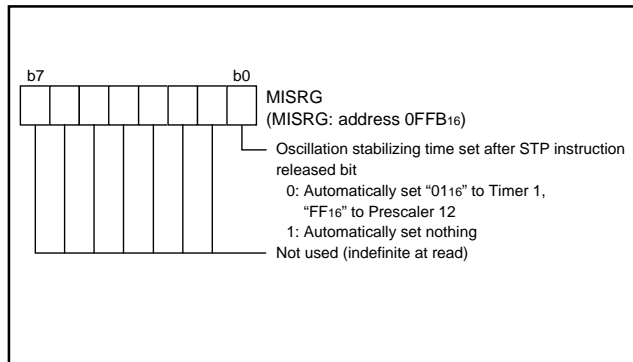 b7 b0
MISRG
(MISRG: address 0FFB16)
Oscillation stabilizing time set after STP instruction
released bit
0: Automatically set “0116” to Timer 1,
“FF16” to Prescaler 12
1: Automatically set nothing
Not used (indefinite at read)